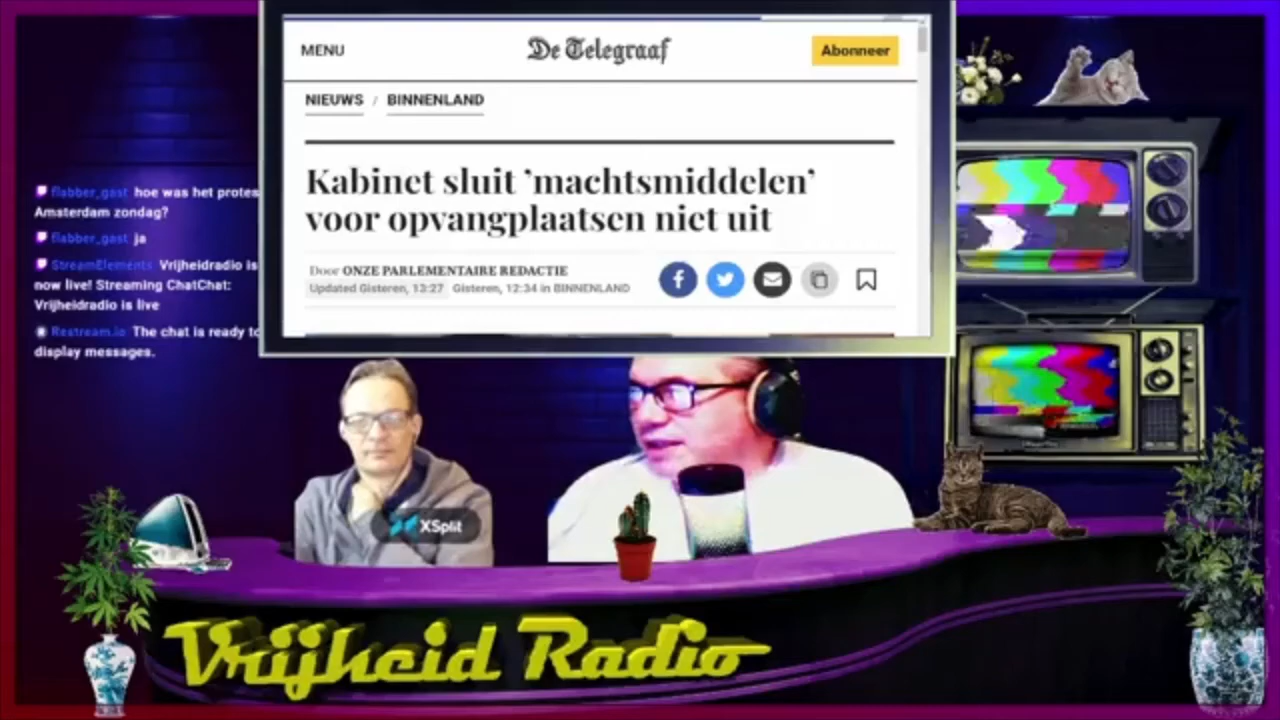 MENU
De Telegraaf
Abonneer
NIEUWS / BINNENLAND
Kabinet sluit 'machtsmiddelen'
voor opvangplaatsen niet uit
Door ONZE PARLEMENTAIRE REDACTIE
Updated Gisteren, 13:27 Gisteren, 12:34 in BINNENLAND
flabber_gast hoe was het protes
Amsterdam zondag?
flabber_gast ja
StreamElements Vrijheidradio is
now live! Streaming ChatChat:
Vrijheidradio is live
Restream.io The chat is ready to
display messages.
XSplit
Vrijheid Radio